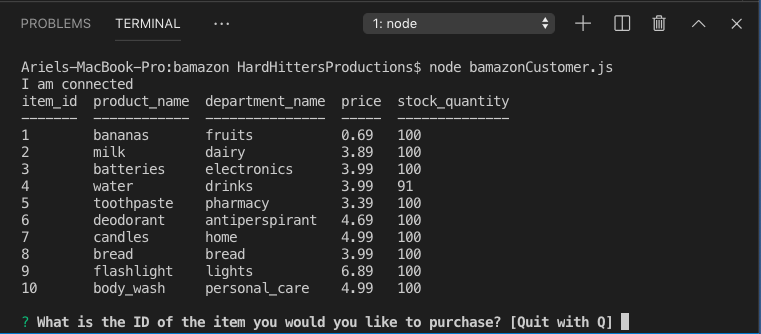 PROBLEMS TERMINAL ... 1: node
Ariels-MacBook-Pro:bamazon HardHittersProductions$ node bamazonCustomer.js
I am connected
item_id product_name department_name price stock_quantity
------- ------------ --------------- ----- --------------
1 bananas fruits 0.69 100
2 milk dairy 3.89 100
3 batteries electronics 3.99 100
4 water drinks 3.99 91
5 toothpaste pharmacy 3.39 100
6 deodorant antiperspirant 4.69 100
7 candles home 4.99 100
8 bread bread 3.99 100
9 flashlight lights 6.89 100
10 body_wash personal_care 4.99 100
? What is the ID of the item you would you like to purchase? [Quit with Q]